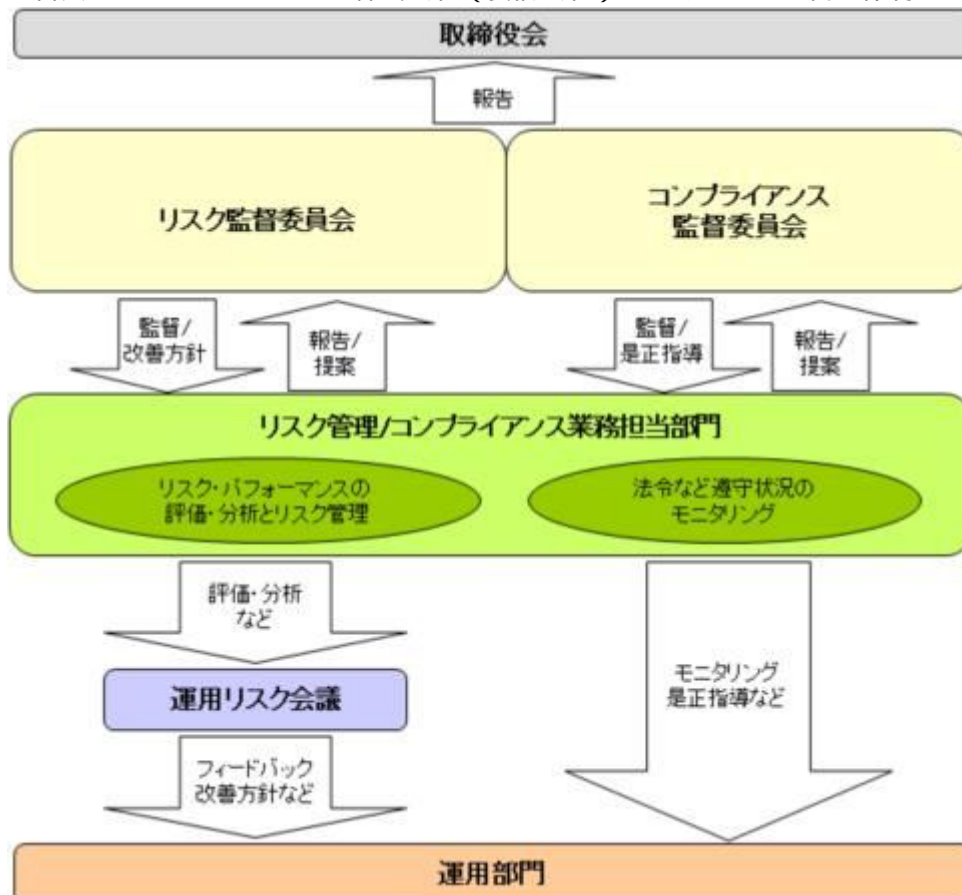 取締役会
報告
リスク監督委員会
コンプライアンス
監督委員会
監督/
改善方針
報告/
提案
監督/
是正指導
報告/
提案
リスク管理/コンプライアンス業務担当部門
リスク・パフォーマンスの
評価・分析とリスク管理
法令など遵守状況の
モニタリング
評価・分析
など
運用リスク会議
モニタリング
是正指導など
フィードバック
改善方針など
運用部門